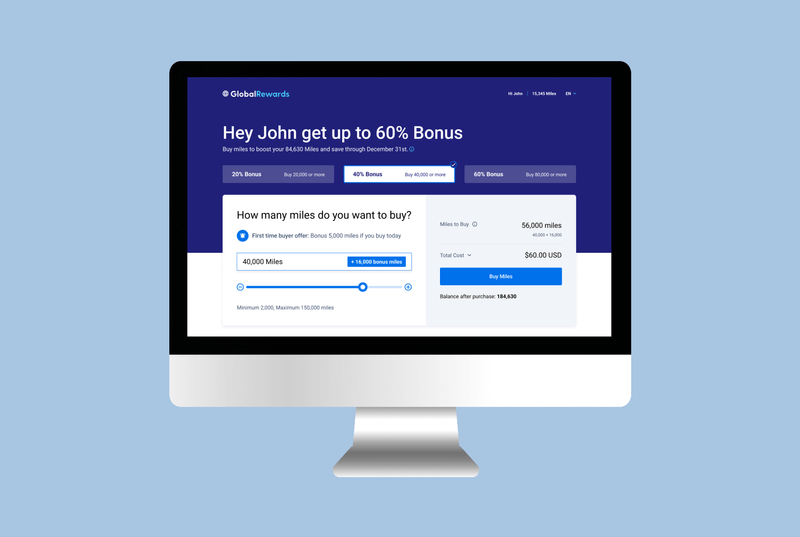 GlobalRewards
Hi John | 15,345 Miles EN
Hey John get up to 60% Bonus
Buy miles to boost your 84,630 Miles and save through December 31st.
20% Bonus Buy 20,000 or more
40% Bonus Buy 40,000 or more
60% Bonus Buy 80,000 or more
How many miles do you want to buy?
First time buyer offer: Bonus 5,000 miles if you buy today
40,000 Miles + 16,000 bonus miles
Minimum 2,000, Maximum 150,000 miles
Miles to Buy 56,000 miles
40,000 + 16,000
Total Cost $60.00 USD
Buy Miles
Balance after purchase: 184,630